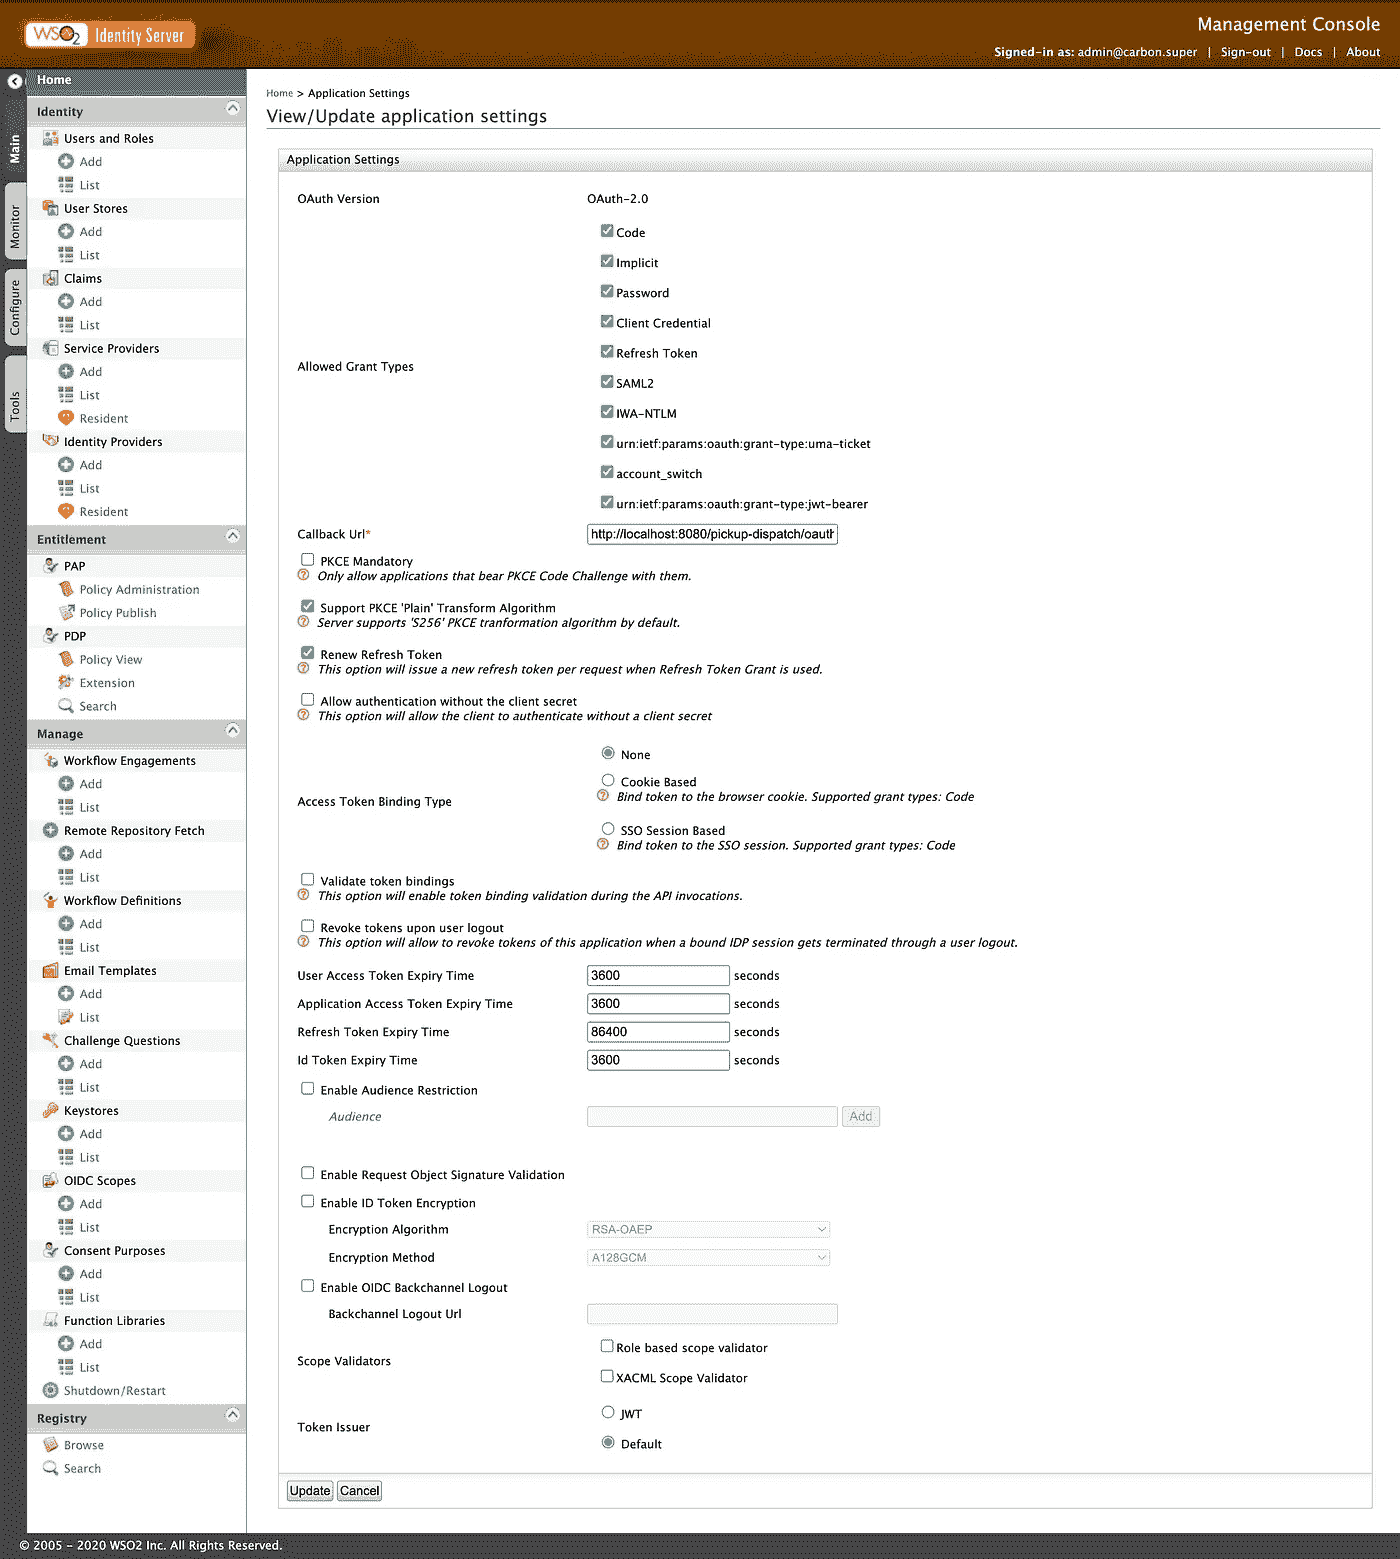 WSO2 Identity Server
Management Console
Signed-in as: admin@carbon.super | Sign-out | Docs | About
Home
Main
Monitor
Configure
Tools
Identity
Users and Roles
Add
List
User Stores
Add
List
Claims
Add
List
Service Providers
Add
List
Resident
Identity Providers
Add
List
Resident
Entitlement
PAP
Policy Administration
Policy Publish
PDP
Policy View
Extension
Search
Manage
Workflow Engagements
Add
List
Remote Repository Fetch
Add
List
Workflow Definitions
Add
List
Email Templates
Add
List
Challenge Questions
Add
List
Keystores
Add
List
OIDC Scopes
Add
List
Consent Purposes
Add
List
Function Libraries
Add
List
Shutdown/Restart
Registry
Browse
Search
Home > Application Settings
View/Update application settings
Application Settings
OAuth Version OAuth-2.0
Allowed Grant Types
Code
Implicit
Password
Client Credential
Refresh Token
SAML2
IWA-NTLM
urn:ietf:params:oauth:grant-type:uma-ticket
account_switch
urn:ietf:params:oauth:grant-type:jwt-bearer
Callback Url* http://localhost:8080/pickup-dispatch/oauth
PKCE Mandatory
Only allow applications that bear PKCE Code Challenge with them.
Support PKCE 'Plain' Transform Algorithm
Server supports 'S256' PKCE tranformation algorithm by default.
Renew Refresh Token
This option will issue a new refresh token per request when Refresh Token Grant is used.
Allow authentication without the client secret
This option will allow the client to authenticate without a client secret
Access Token Binding Type
None
Cookie Based
Bind token to the browser cookie. Supported grant types: Code
SSO Session Based
Bind token to the SSO session. Supported grant types: Code
Validate token bindings
This option will enable token binding validation during the API invocations.
Revoke tokens upon user logout
This option will allow to revoke tokens of this application when a bound IDP session gets terminated through a user logout.
User Access Token Expiry Time 3600 seconds
Application Access Token Expiry Time 3600 seconds
Refresh Token Expiry Time 86400 seconds
Id Token Expiry Time 3600 seconds
Enable Audience Restriction
Audience Add
Enable Request Object Signature Validation
Enable ID Token Encryption
Encryption Algorithm RSA-OAEP
Encryption Method A128GCM
Enable OIDC Backchannel Logout
Backchannel Logout Url
Scope Validators
Role based scope validator
XACML Scope Validator
Token Issuer
JWT
Default
Update Cancel
© 2005 - 2020 WSO2 Inc. All Rights Reserved.